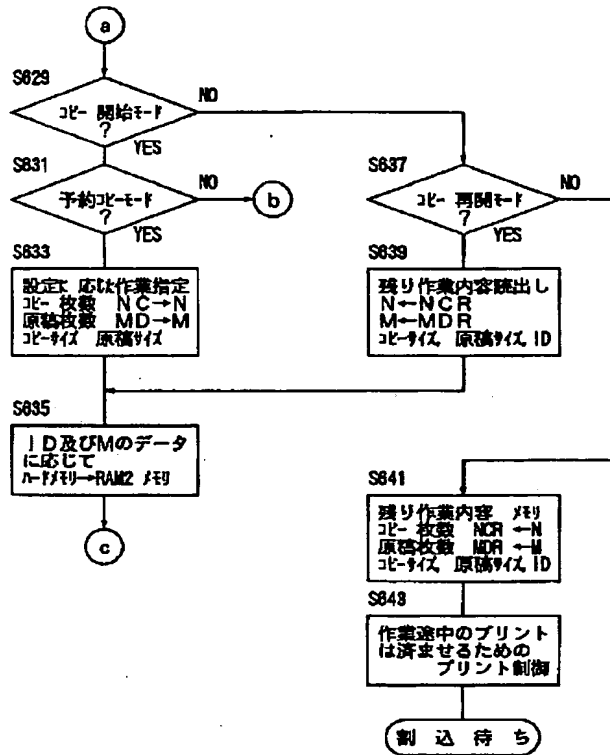 a
S629
コピー 開始モード
?
NO
YES
S631
予約コピーモード
?
NO
b
YES
S633
設定に 応じた作業指定
コピー 枚数 NC→N
原稿枚数 MD→M
コピーサイズ 原稿サイズ
S635
ID及びMのデータ
に応じて
ハードメモリ→RAM2 メモリ
c
S637
コピー 再開モード
?
NO
YES
S639
残り作業内容読出し
N←NCR
M←MDR
コピーサイズ, 原稿サイズ, ID
S641
残り作業内容 メモリ
コピー 枚数 NCR ←N
原稿枚数 MDR ←M
コピーサイズ, 原稿サイズ, ID
S643
作業途中のプリント
は済ませるための
プリント制御
割 込 待 ち